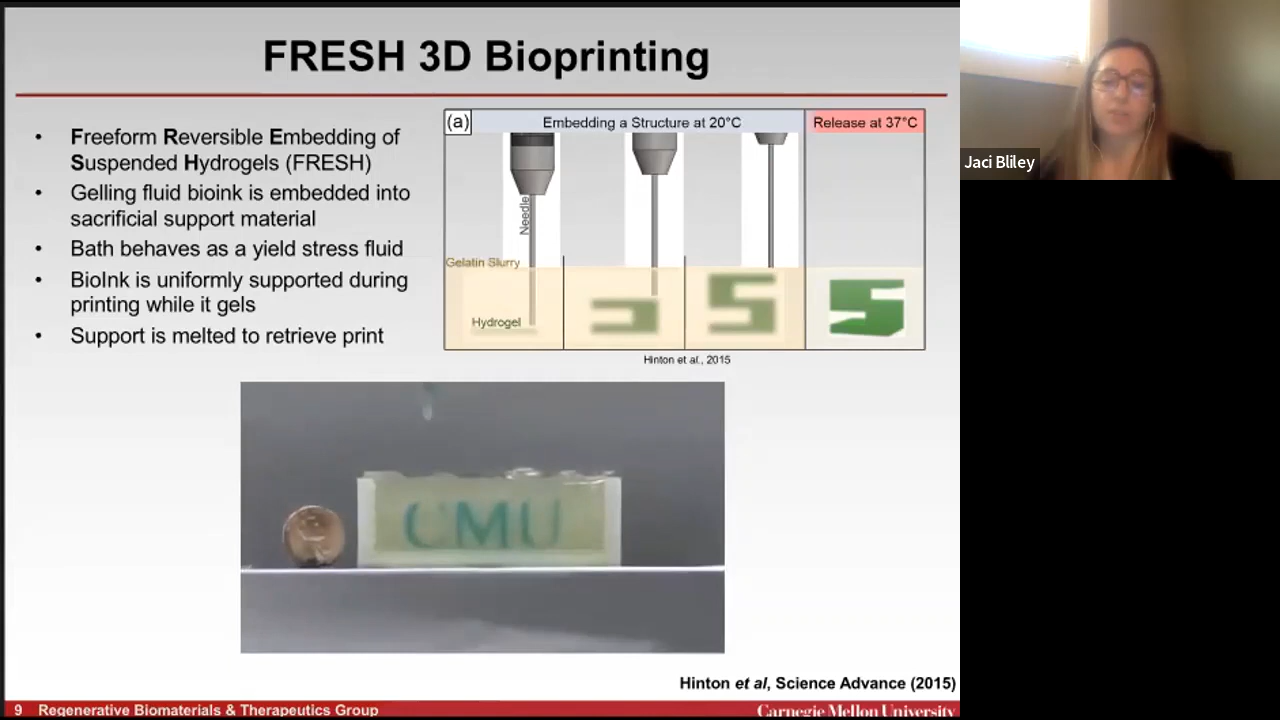 FRESH 3D Bioprinting
• Freeform Reversible Embedding of
Suspended Hydrogels (FRESH)
• Gelling fluid bioink is embedded into
sacrificial support material
• Bath behaves as a yield stress fluid
• BioInk is uniformly supported during
printing while it gels
• Support is melted to retrieve print
(a)
Embedding a Structure at 20°C
Release at 37°C
Needle
Gelatin Slurry
Hydrogel
Hinton et al., 2015
CMU
Hinton et al, Science Advance (2015)
9 Regenerative Biomaterials & Therapeutics Group
Carnegie Mellon University
Jaci Bliley